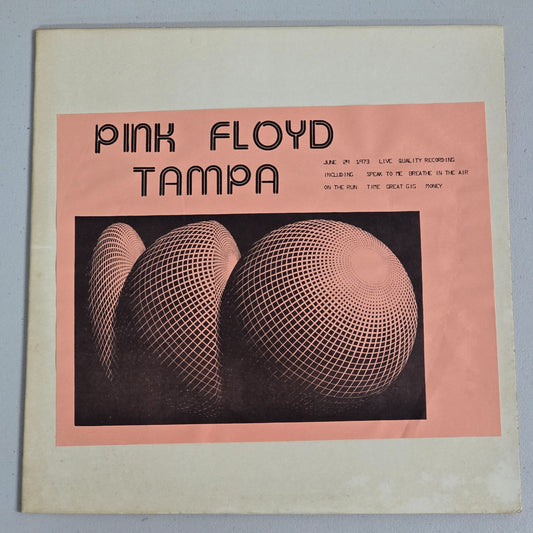 PINK FLOYD
TAMPA
JUNE 29 1973 LIVE QUALITY RECORDING
INCLUDING SPEAK TO ME BREATHE IN THE AIR
ON THE RUN TIME GREAT GIG MONEY